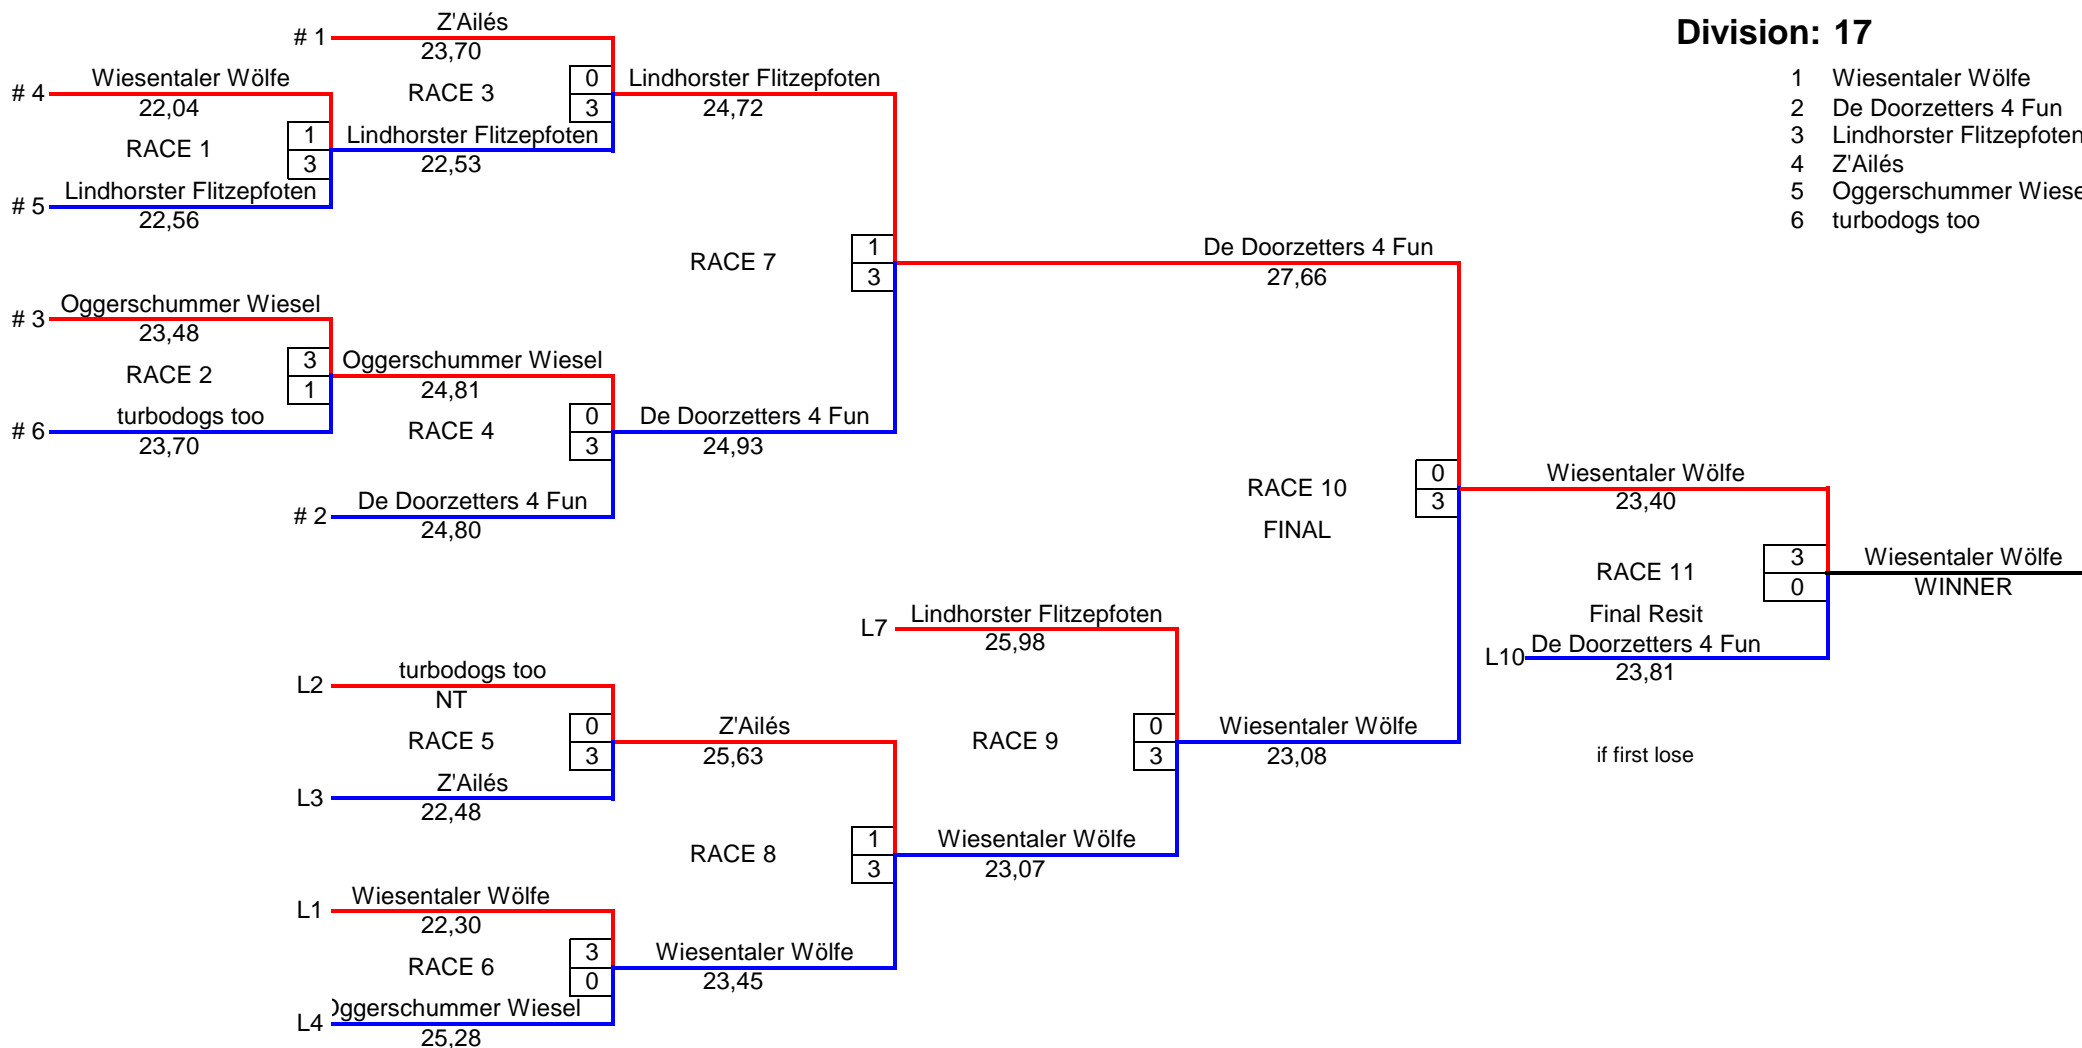 Division: 17
1 Wiesentaler Wölfe
2 De Doorzetters 4 Fun
3 Lindhorster Flitzepfoten
4 Z'Ailés
5 Oggerschummer Wiese
6 turbodogs too
# 1 Z'Ailés
23,70
RACE 3
0
3
# 4 Wiesentaler Wölfe
22,04
RACE 1
1
3
# 5 Lindhorster Flitzepfoten
22,56
Lindhorster Flitzepfoten
22,53
Lindhorster Flitzepfoten
24,72
RACE 7
1
3
# 3 Oggerschummer Wiesel
23,48
RACE 2
3
1
# 6 turbodogs too
23,70
Oggerschummer Wiesel
24,81
RACE 4
0
3
# 2 De Doorzetters 4 Fun
24,80
De Doorzetters 4 Fun
24,93
De Doorzetters 4 Fun
27,66
RACE 10
FINAL
0
3
Wiesentaler Wölfe
23,40
RACE 11
3
0
Final Resit
L10 De Doorzetters 4 Fun
23,81
Wiesentaler Wölfe
WINNER
if first lose
L7 Lindhorster Flitzepfoten
25,98
RACE 9
0
3
Wiesentaler Wölfe
23,08
L2 turbodogs too
NT
RACE 5
0
3
L3 Z'Ailés
22,48
Z'Ailés
25,63
RACE 8
1
3
Wiesentaler Wölfe
23,07
L1 Wiesentaler Wölfe
22,30
RACE 6
3
0
L4 Oggerschummer Wiesel
25,28
Wiesentaler Wölfe
23,45